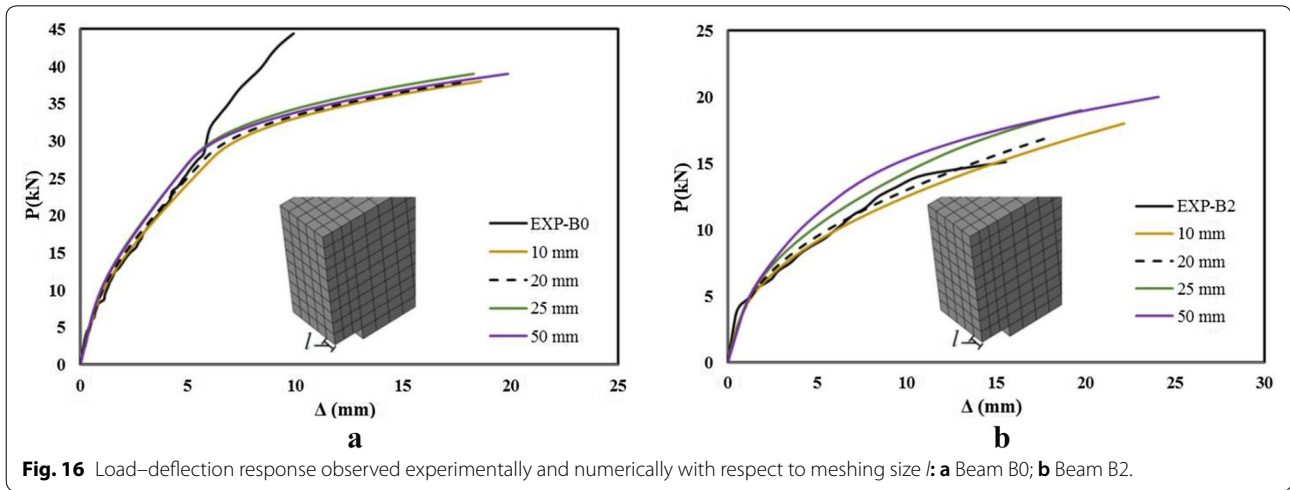 45
40
35
30
25
20
15
10
5
0
P(kN)
0 5 10 15 20 25
Δ (mm)
EXP-B0
10 mm
20 mm
25 mm
50 mm
l
a
25
20
15
10
5
0
P(kN)
0 5 10 15 20 25 30
Δ (mm)
EXP-B2
10 mm
20 mm
25 mm
50 mm
l
b
Fig. 16 Load–deflection response observed experimentally and numerically with respect to meshing size l: a Beam B0; b Beam B2.